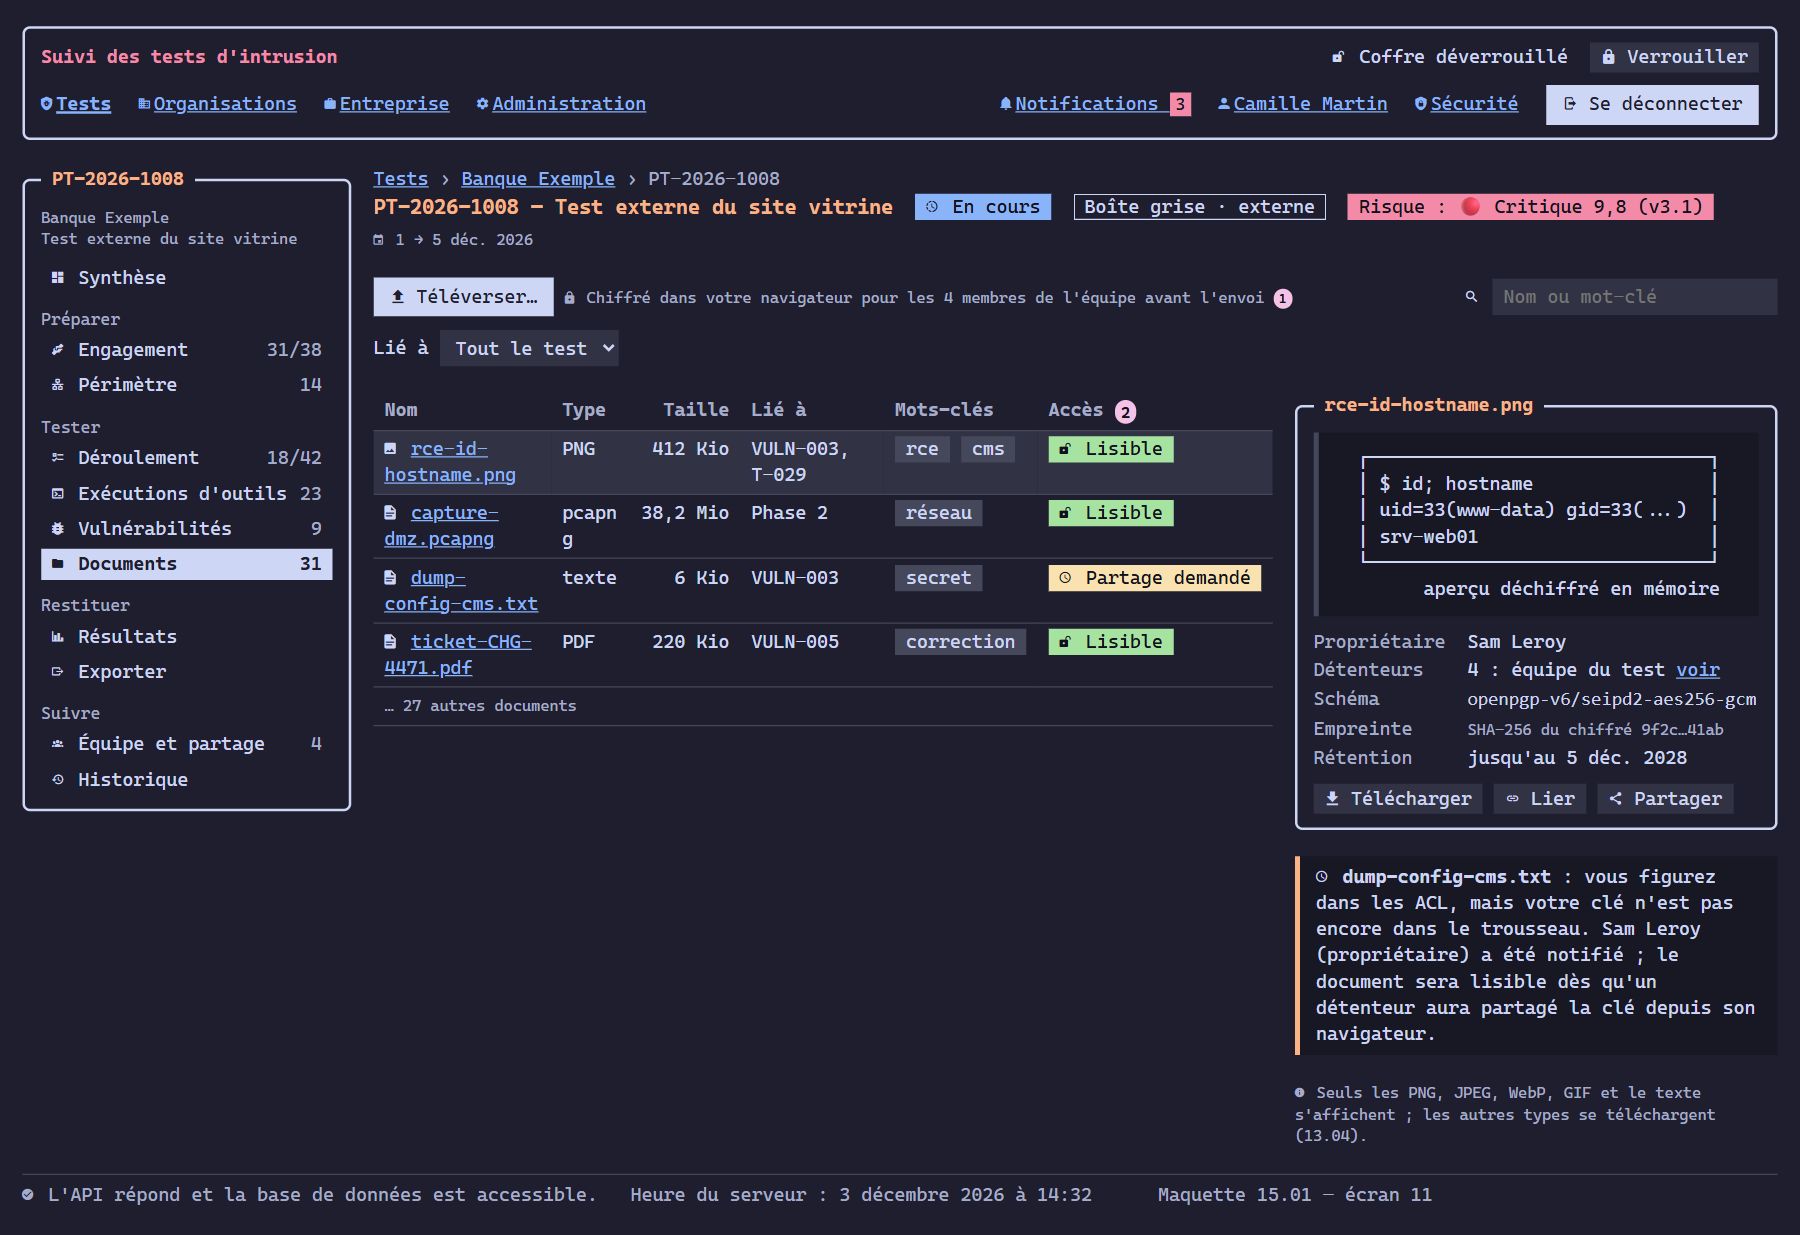 Suivi des tests d'intrusion
Coffre déverrouillé
Verrouiller
Tests
Organisations
Entreprise
Administration
Notifications 3
Camille Martin
Sécurité
Se déconnecter
PT-2026-1008
Banque Exemple
Test externe du site vitrine
Synthèse
Préparer
Engagement 31/38
Périmètre 14
Tester
Déroulement 18/42
Exécutions d'outils 23
Vulnérabilités 9
Documents 31
Restituer
Résultats
Exporter
Suivre
Équipe et partage 4
Historique
Tests › Banque Exemple › PT-2026-1008
PT-2026-1008 — Test externe du site vitrine
En cours
Boîte grise · externe
Risque : Critique 9,8 (v3.1)
1 → 5 déc. 2026
Téléverser…
Chiffré dans votre navigateur pour les 4 membres de l'équipe avant l'envoi 1
Nom ou mot-clé
Lié à Tout le test
Nom Type Taille Lié à Mots-clés Accès 2
rce-id- PNG 412 Kio VULN-003, rce cms Lisible
hostname.png T-029
capture- pcapn 38,2 Mio Phase 2 réseau Lisible
dmz.pcapng g
dump- texte 6 Kio VULN-003 secret Partage demandé
config-cms.txt
ticket-CHG- PDF 220 Kio VULN-005 correction Lisible
4471.pdf
… 27 autres documents
rce-id-hostname.png
$ id; hostname
uid=33(www-data) gid=33(...)
srv-web01
aperçu déchiffré en mémoire
Propriétaire Sam Leroy
Détenteurs 4 : équipe du test voir
Schéma openpgp-v6/seipd2-aes256-gcm
Empreinte SHA-256 du chiffré 9f2c…41ab
Rétention jusqu'au 5 déc. 2028
Télécharger
Lier
Partager
dump-config-cms.txt : vous figurez
dans les ACL, mais votre clé n'est pas
encore dans le trousseau. Sam Leroy
(propriétaire) a été notifié ; le
document sera lisible dès qu'un
détenteur aura partagé la clé depuis son
navigateur.
Seuls les PNG, JPEG, WebP, GIF et le texte
s'affichent ; les autres types se téléchargent
(13.04).
L'API répond et la base de données est accessible.
Heure du serveur : 3 décembre 2026 à 14:32
Maquette 15.01 — écran 11